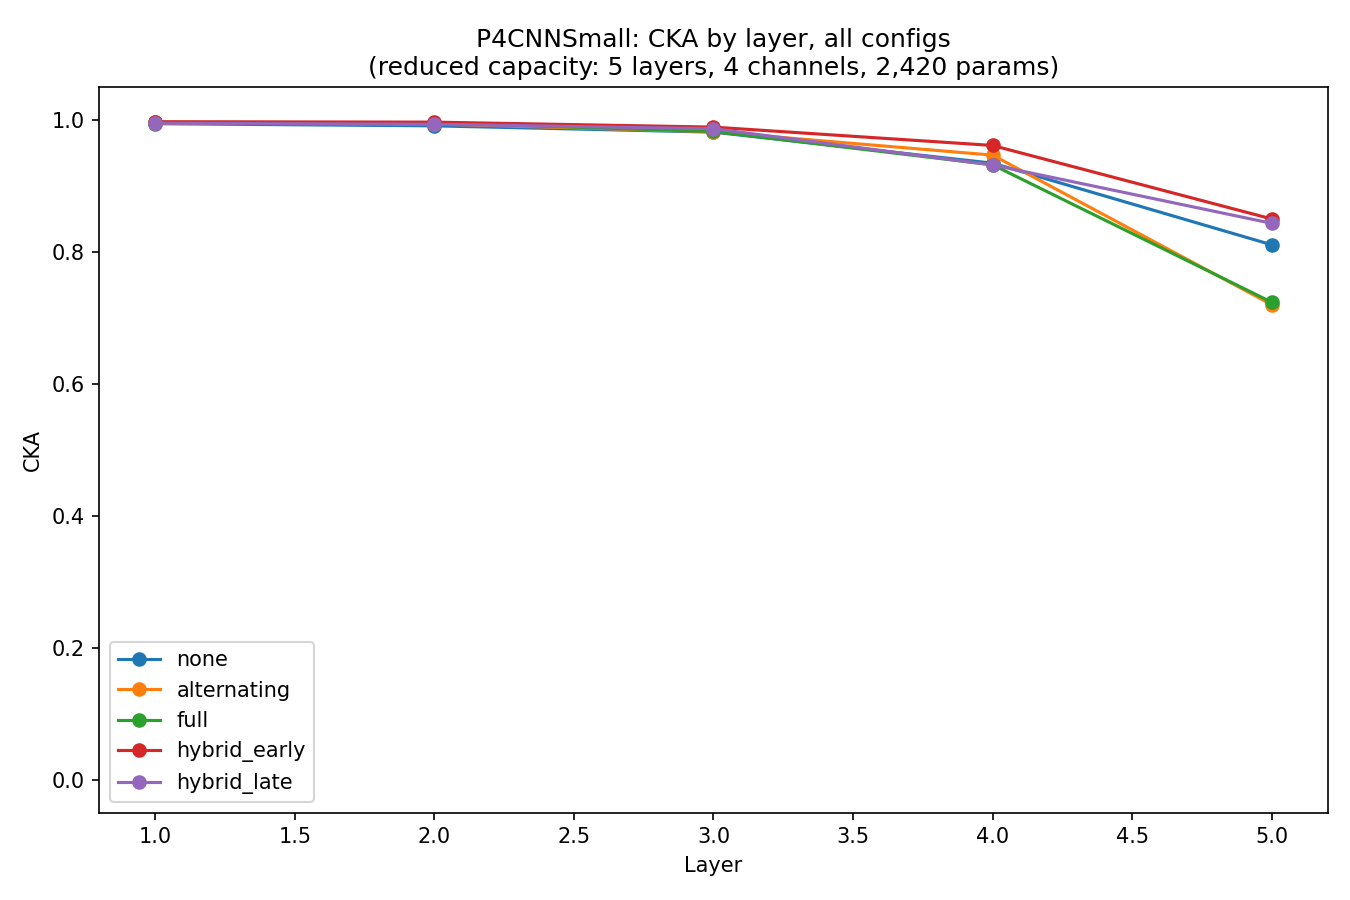 P4CNNSmall: CKA by layer, all configs
(reduced capacity: 5 layers, 4 channels, 2,420 params)
CKA
1.0
0.8
0.6
0.4
0.2
0.0
none
alternating
full
hybrid_early
hybrid_late
1.0 1.5 2.0 2.5 3.0 3.5 4.0 4.5 5.0
Layer